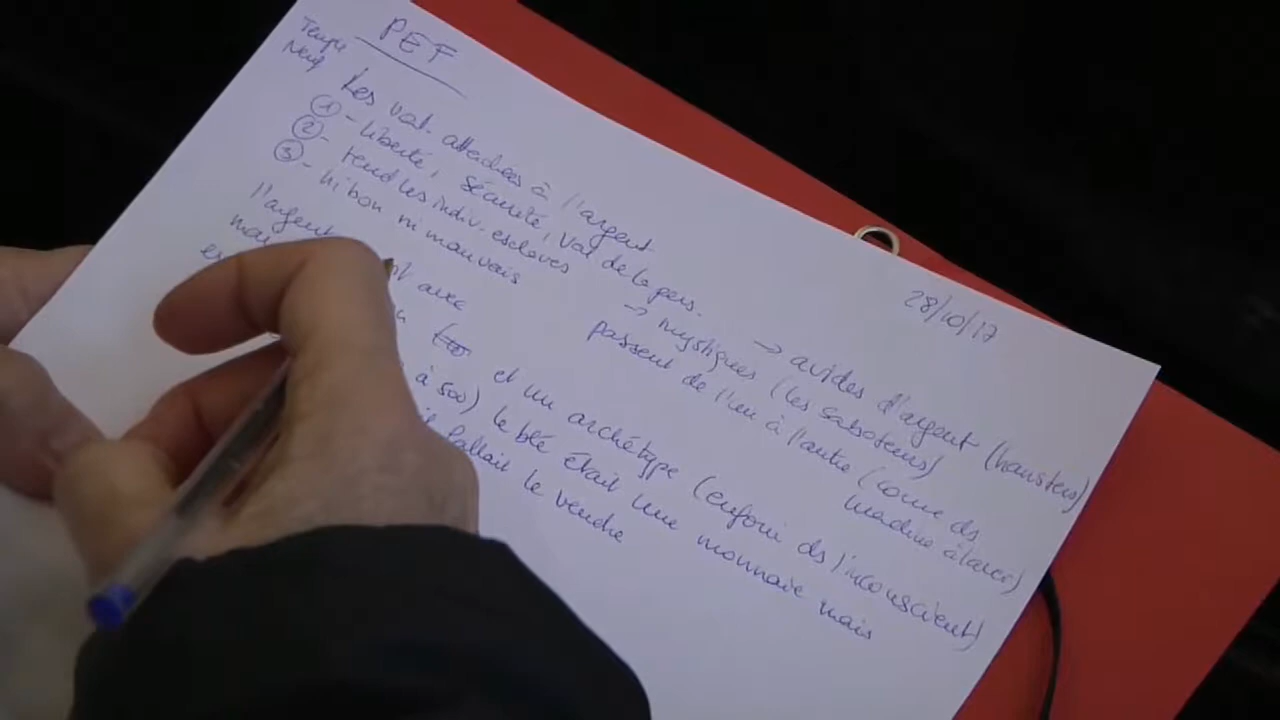 PEF
28/10/17
Temps
Neuf
Les val. attachées à l'argent
① - liberté, sécurité, val de la pers. → avides d'argent (hamsters)
② - rend les indiv. esclaves → mystiques (les saboteurs)
③ - ni bon ni mauvais passent de l'un à l'autre (comme ds
machine à laver)
l'argent avec
et un archétype (enfoui ds l'inconscient)
à 500) le blé était une monnaie mais
il fallait le vendre